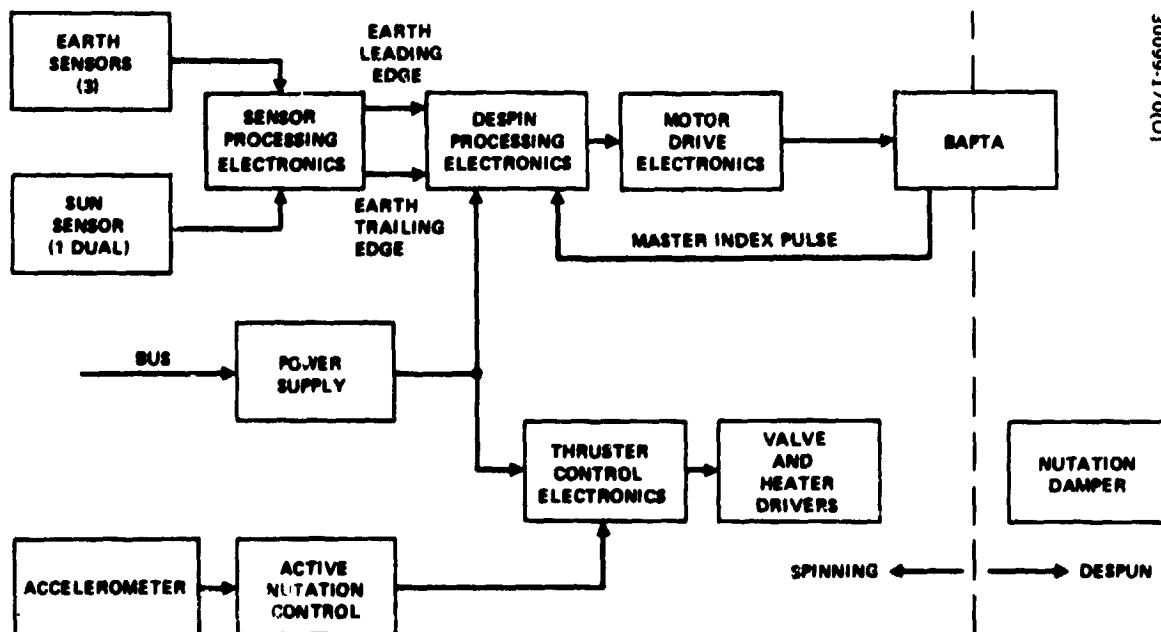 EARTH
SENSORS
(3)
EARTH
LEADING
EDGE
SENSOR
PROCESSING
ELECTRONICS
DESPIN
PROCESSING
ELECTRONICS
MOTOR
DRIVE
ELECTRONICS
BAPTA
SUN
SENSOR
(1 DUAL)
EARTH
TRAILING
EDGE
MASTER INDEX PULSE
BUS
POWER
SUPPLY
THRUSTER
CONTROL
ELECTRONICS
VALVE
AND
HEATER
DRIVERS
NUTATION
DAMPER
ACCELEROMETER
ACTIVE
NUTATION
CONTROL
SPINNING
DESPUN
30099-170(U)